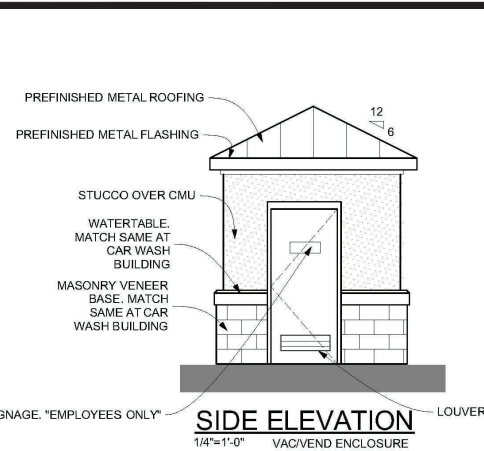 PREFINISHED METAL ROOFING
12
6
PREFINISHED METAL FLASHING
STUCCO OVER CMU
WATERTABLE.
MATCH SAME AT
CAR WASH
BUILDING
MASONRY VENEER
BASE. MATCH
SAME AT CAR
WASH BUILDING
GNAGE. "EMPLOYEES ONLY"
LOUVER
SIDE ELEVATION
1/4"=1'-0" VAC/VEND ENCLOSURE